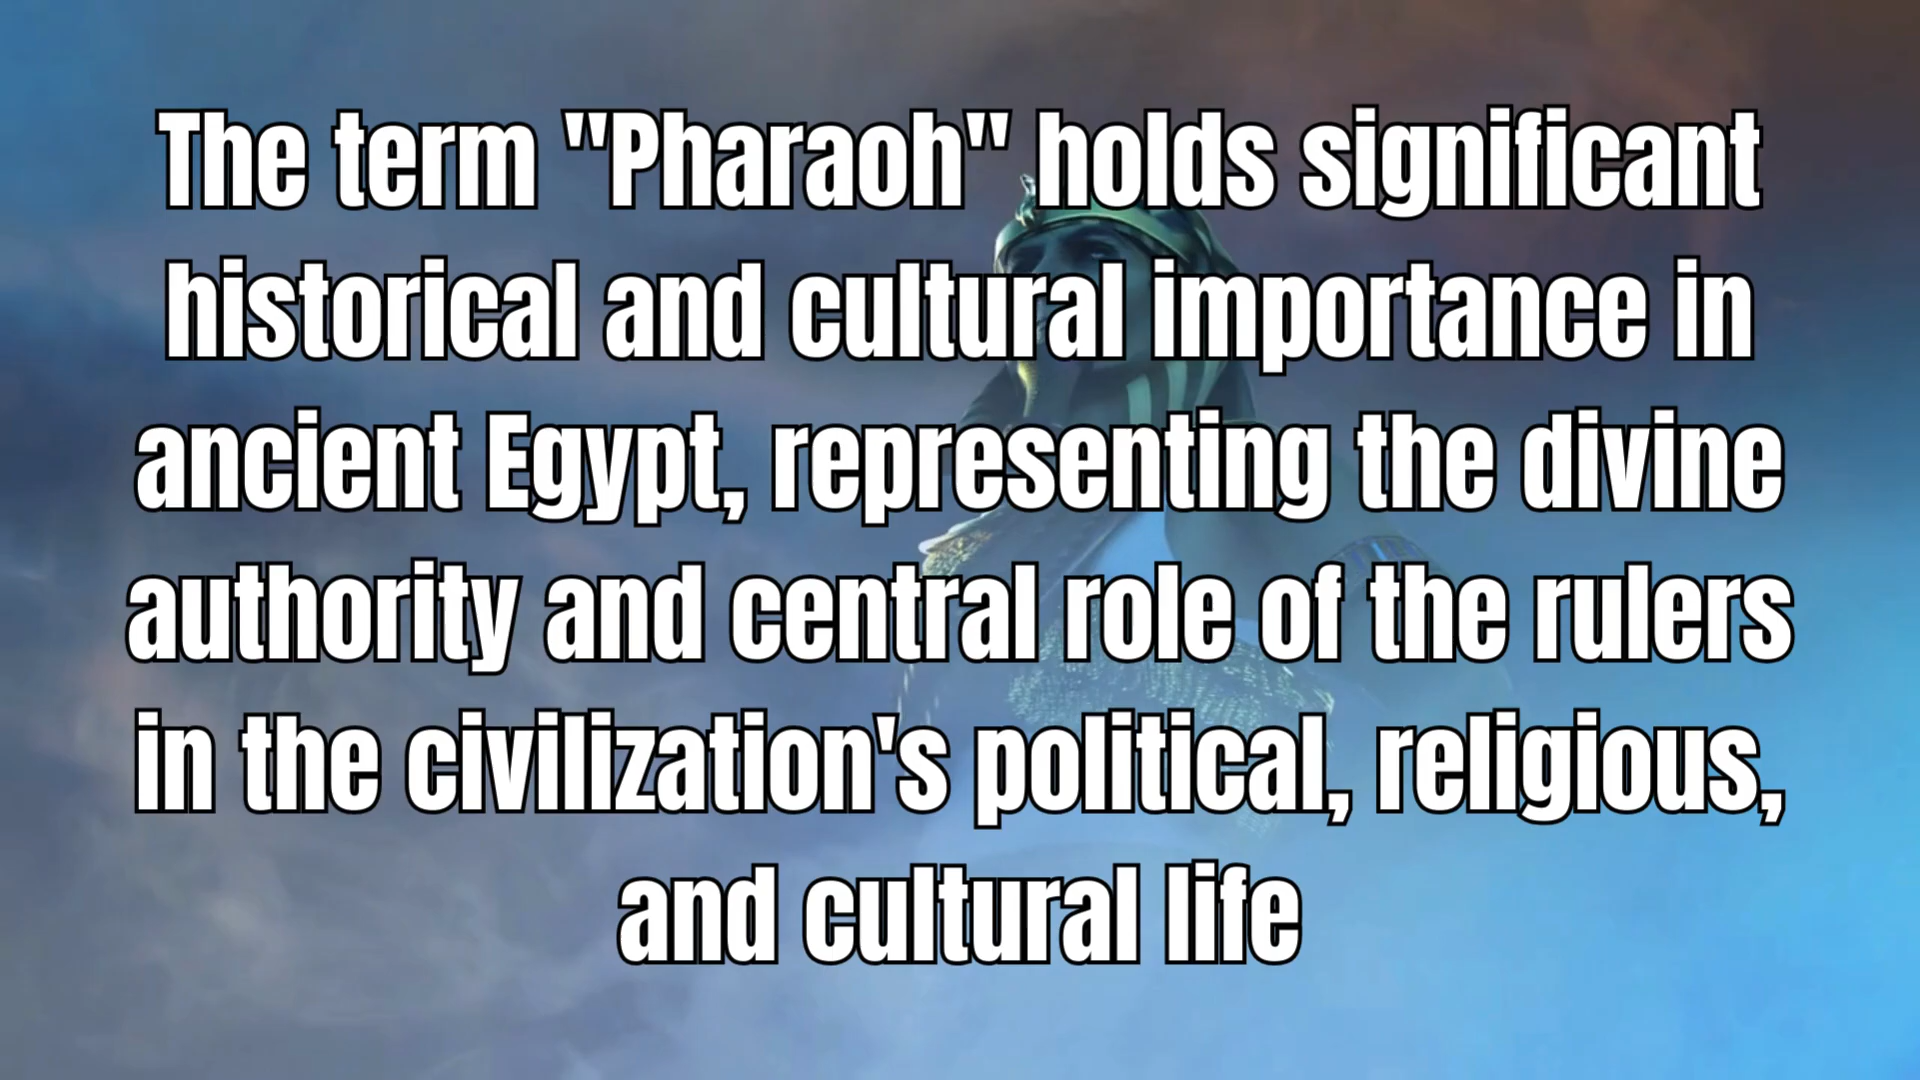 The term "Pharaoh" holds significant
historical and cultural importance in
ancient Egypt, representing the divine
authority and central role of the rulers
in the civilization's political, religious,
and cultural life